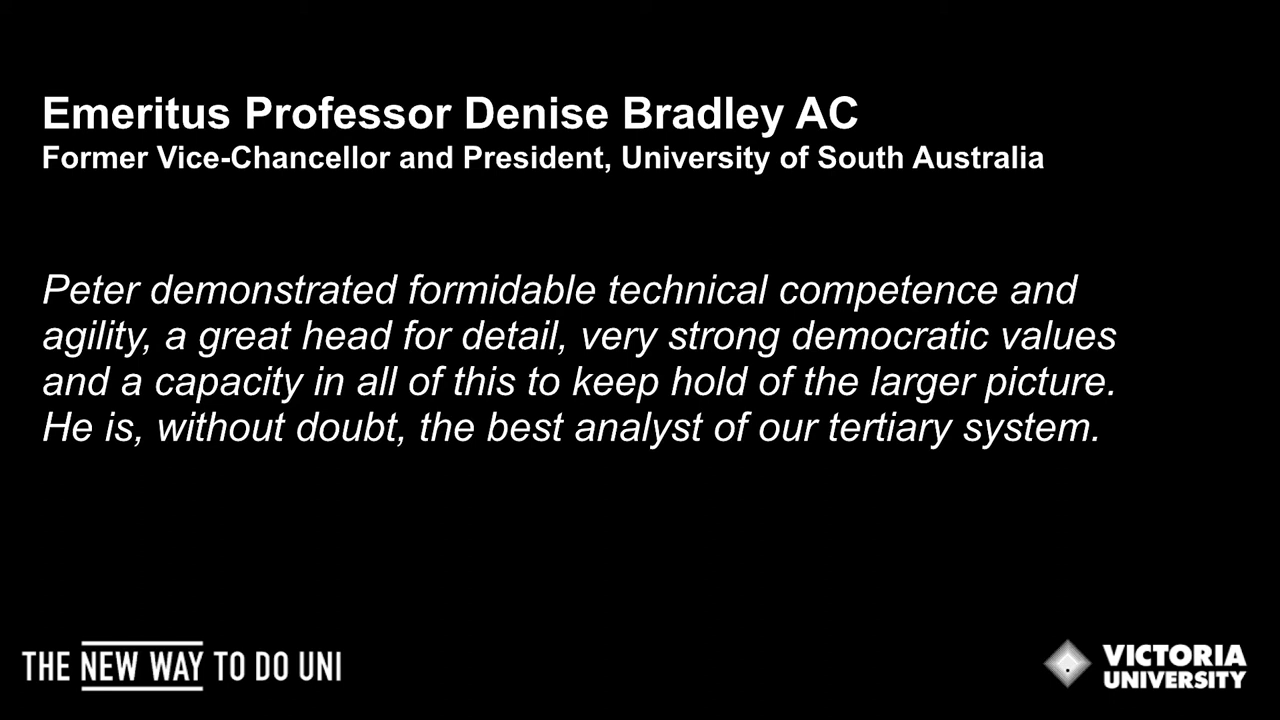 Emeritus Professor Denise Bradley AC
Former Vice-Chancellor and President, University of South Australia
Peter demonstrated formidable technical competence and
agility, a great head for detail, very strong democratic values
and a capacity in all of this to keep hold of the larger picture.
He is, without doubt, the best analyst of our tertiary system.
THE NEW WAY TO DO UNI
VICTORIA
UNIVERSITY